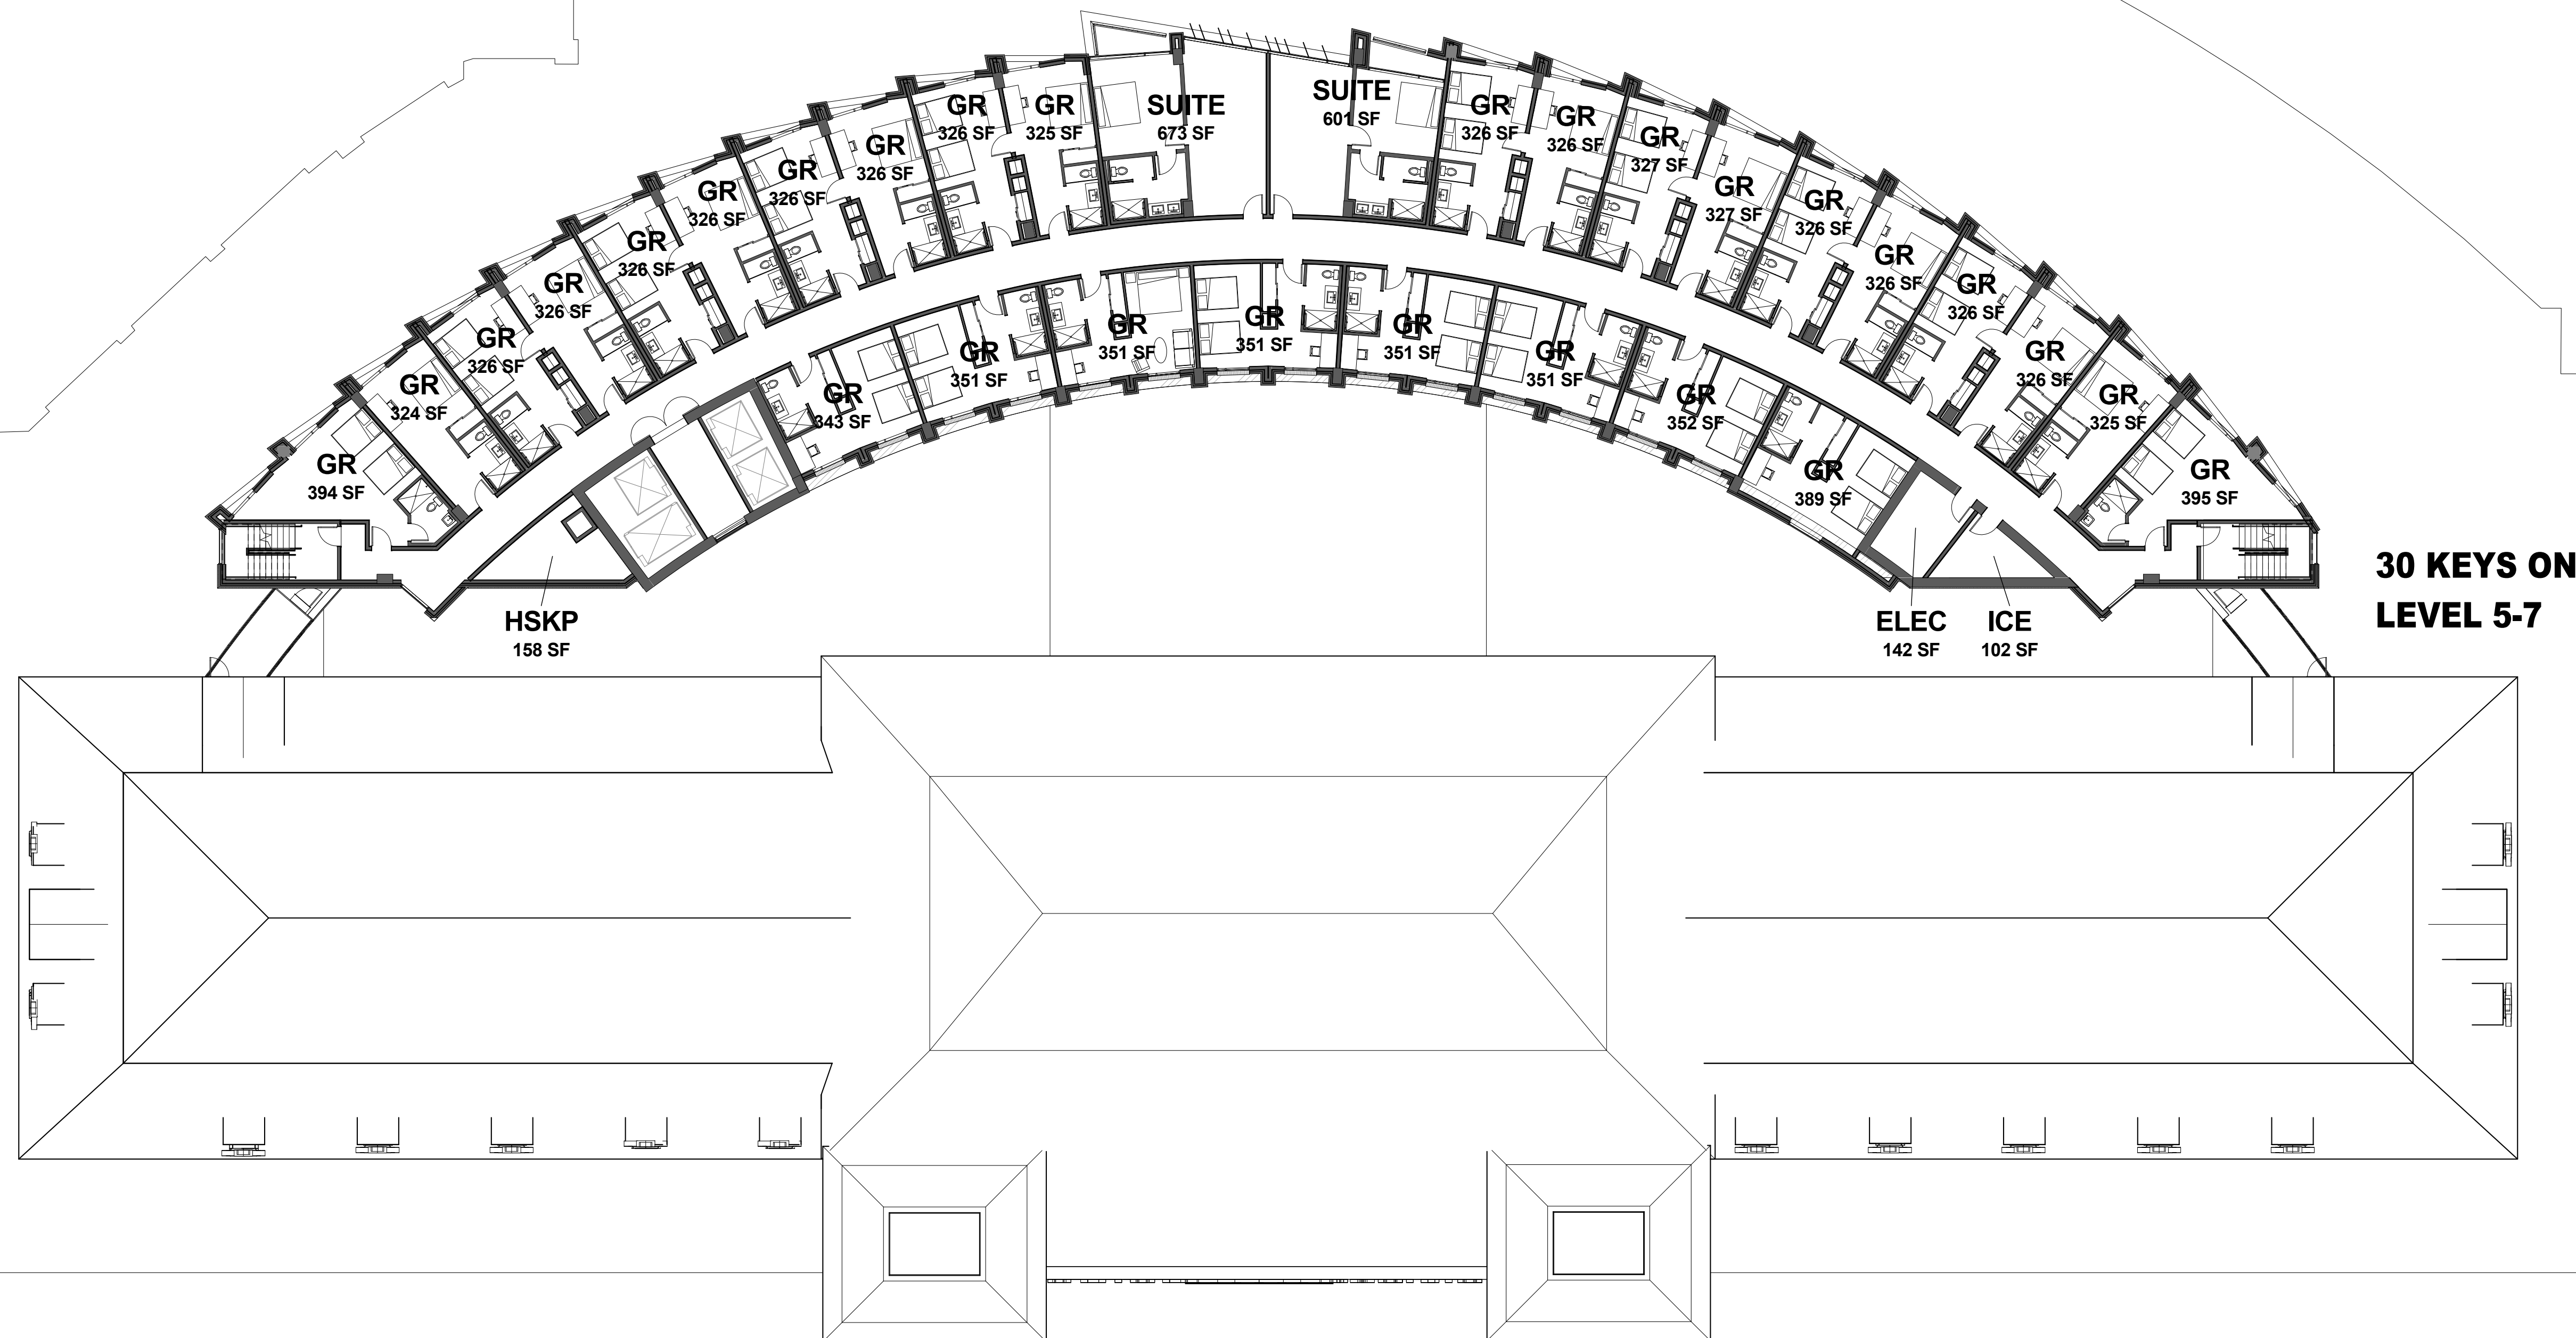 SUITE
673 SF
SUITE
601 SF
GR
326 SF
GR
325 SF
GR
326 SF
GR
326 SF
GR
326 SF
GR
326 SF
GR
326 SF
GR
326 SF
GR
326 SF
GR
324 SF
GR
394 SF
GR
326 SF
GR
326 SF
GR
327 SF
GR
327 SF
GR
326 SF
GR
326 SF
GR
326 SF
GR
326 SF
GR
325 SF
GR
395 SF
GR
343 SF
GR
351 SF
GR
351 SF
GR
351 SF
GR
351 SF
GR
351 SF
GR
352 SF
GR
389 SF
HSKP
158 SF
ELEC
142 SF
ICE
102 SF
30 KEYS ON
LEVEL 5-7